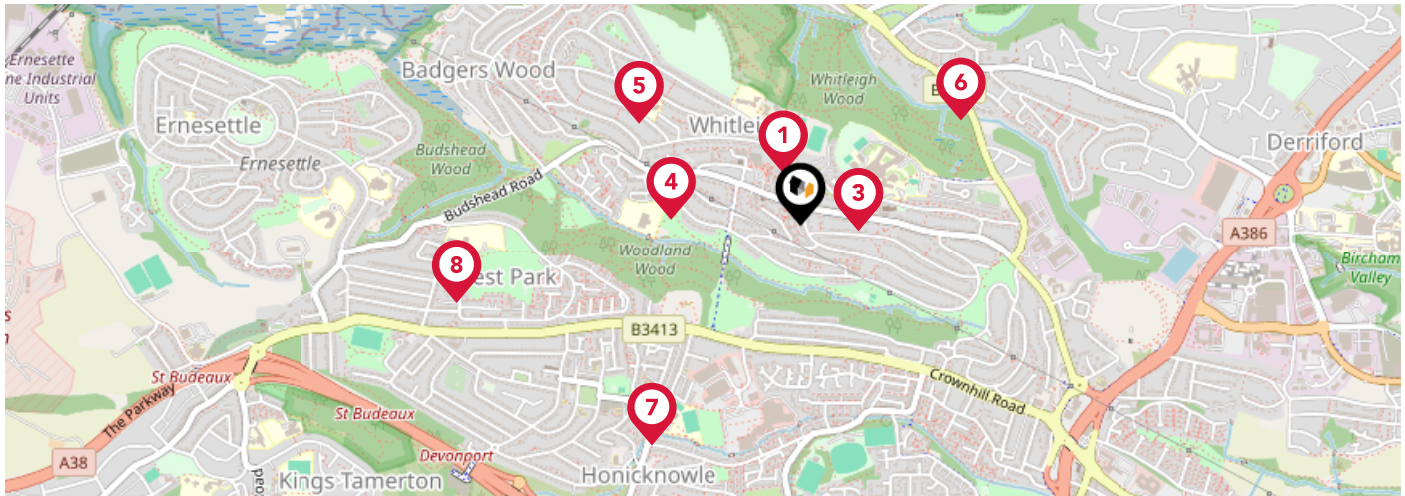 Ernesette
ne Industrial
Units
Badgers Wood
5
Whitleigh
Wood
6
B
Ernesettle
Whitlei
1
Derriford
Ernesettle
Budshead
Wood
4
3
Budshead Road
A386
Woodland
Wood
Bircham
Valley
8
est Park
s
B3413
St Budeaux
Crownhill Road
The Parkway
St Budeaux
7
A38
Devonport
oad
Kings Tamerton
Honicknowle